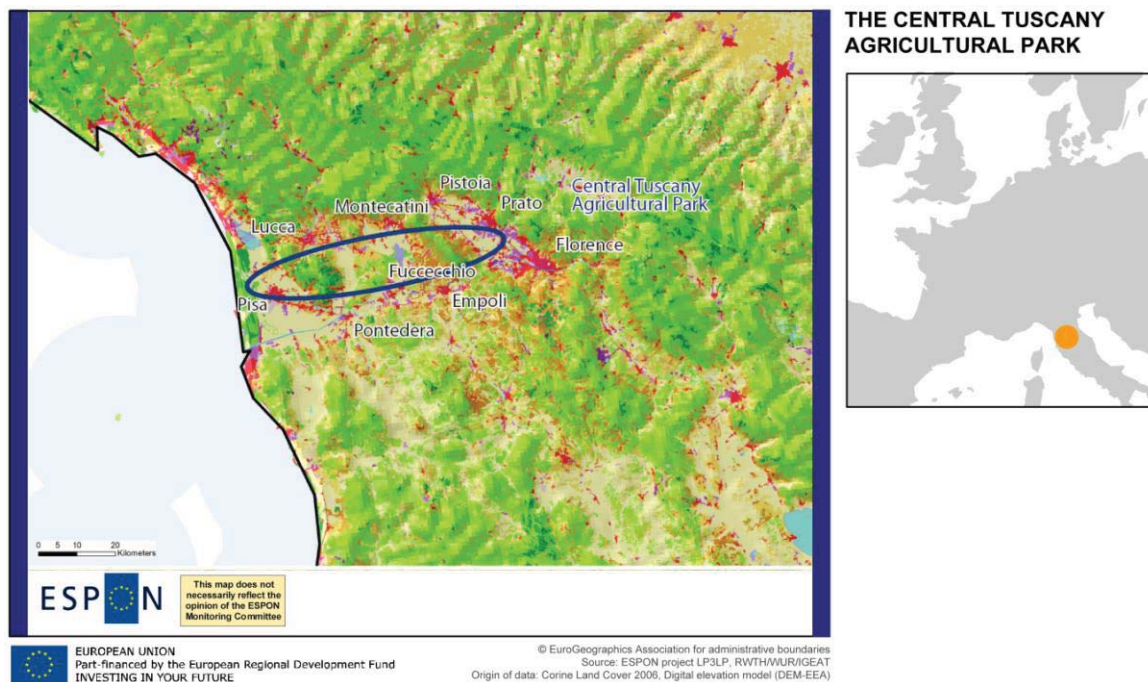 THE CENTRAL TUSCANY
AGRICULTURAL PARK
Pistoia
Central Tuscany
Agricultural Park
Montecatini
Prato
Lucca
Florence
Fuccecchio
Pisa
Empoli
Pontedera
0 5 10 20
Kilometers
ESPON
This map does not
necessarily reflect the
opinion of the ESPON
Monitoring Committee
EUROPEAN UNION
Part-financed by the European Regional Development Fund
INVESTING IN YOUR FUTURE
© EuroGeographics Association for administrative boundaries
Source: ESPON project LP3LP, RWTH/WUR/IGEAT
Origin of data: Corine Land Cover 2006, Digital elevation model (DEM-EEA)